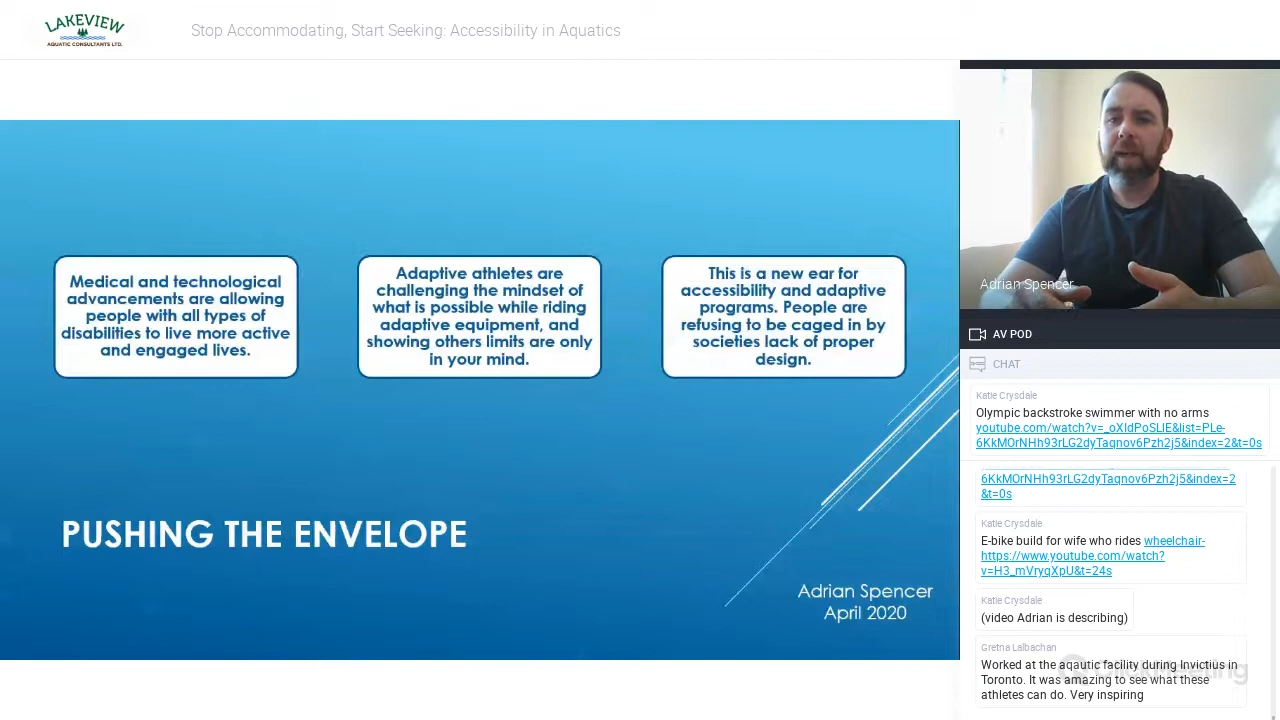 LAKEVIEW
AQUATIC CONSULTANTS LTD.
Stop Accommodating, Start Seeking: Accessibility in Aquatics
Medical and technological
advancements are allowing
people with all types of
disabilities to live more active
and engaged lives.
Adaptive athletes are
challenging the mindset of
what is possible while riding
adaptive equipment, and
showing others limits are only
in your mind.
This is a new ear for
accessibility and adaptive
programs. People are
refusing to be caged in by
societies lack of proper
design.
PUSHING THE ENVELOPE
Adrian Spencer
April 2020
Adrian Spencer
AV POD
CHAT
Katie Crysdale
Olympic backstroke swimmer with no arms
youtube.com/watch?v=_oXIdPoSLlE&list=PLe-
6KkMOrNHh93rLG2dyTaqnov6Pzh2j5&index=2&t=0s
6KkMOrNHh93rLG2dyTaqnov6Pzh2j5&index=2
&t=0s
Katie Crysdale
E-bike build for wife who rides wheelchair-
https://www.youtube.com/watch?
v=H3_mVryqXpU&t=24s
Katie Crysdale
(video Adrian is describing)
Gretna Lalbachan
Worked at the aqautic facility during Invictius in
Toronto. It was amazing to see what these
athletes can do. Very inspiring
ClickMeeting